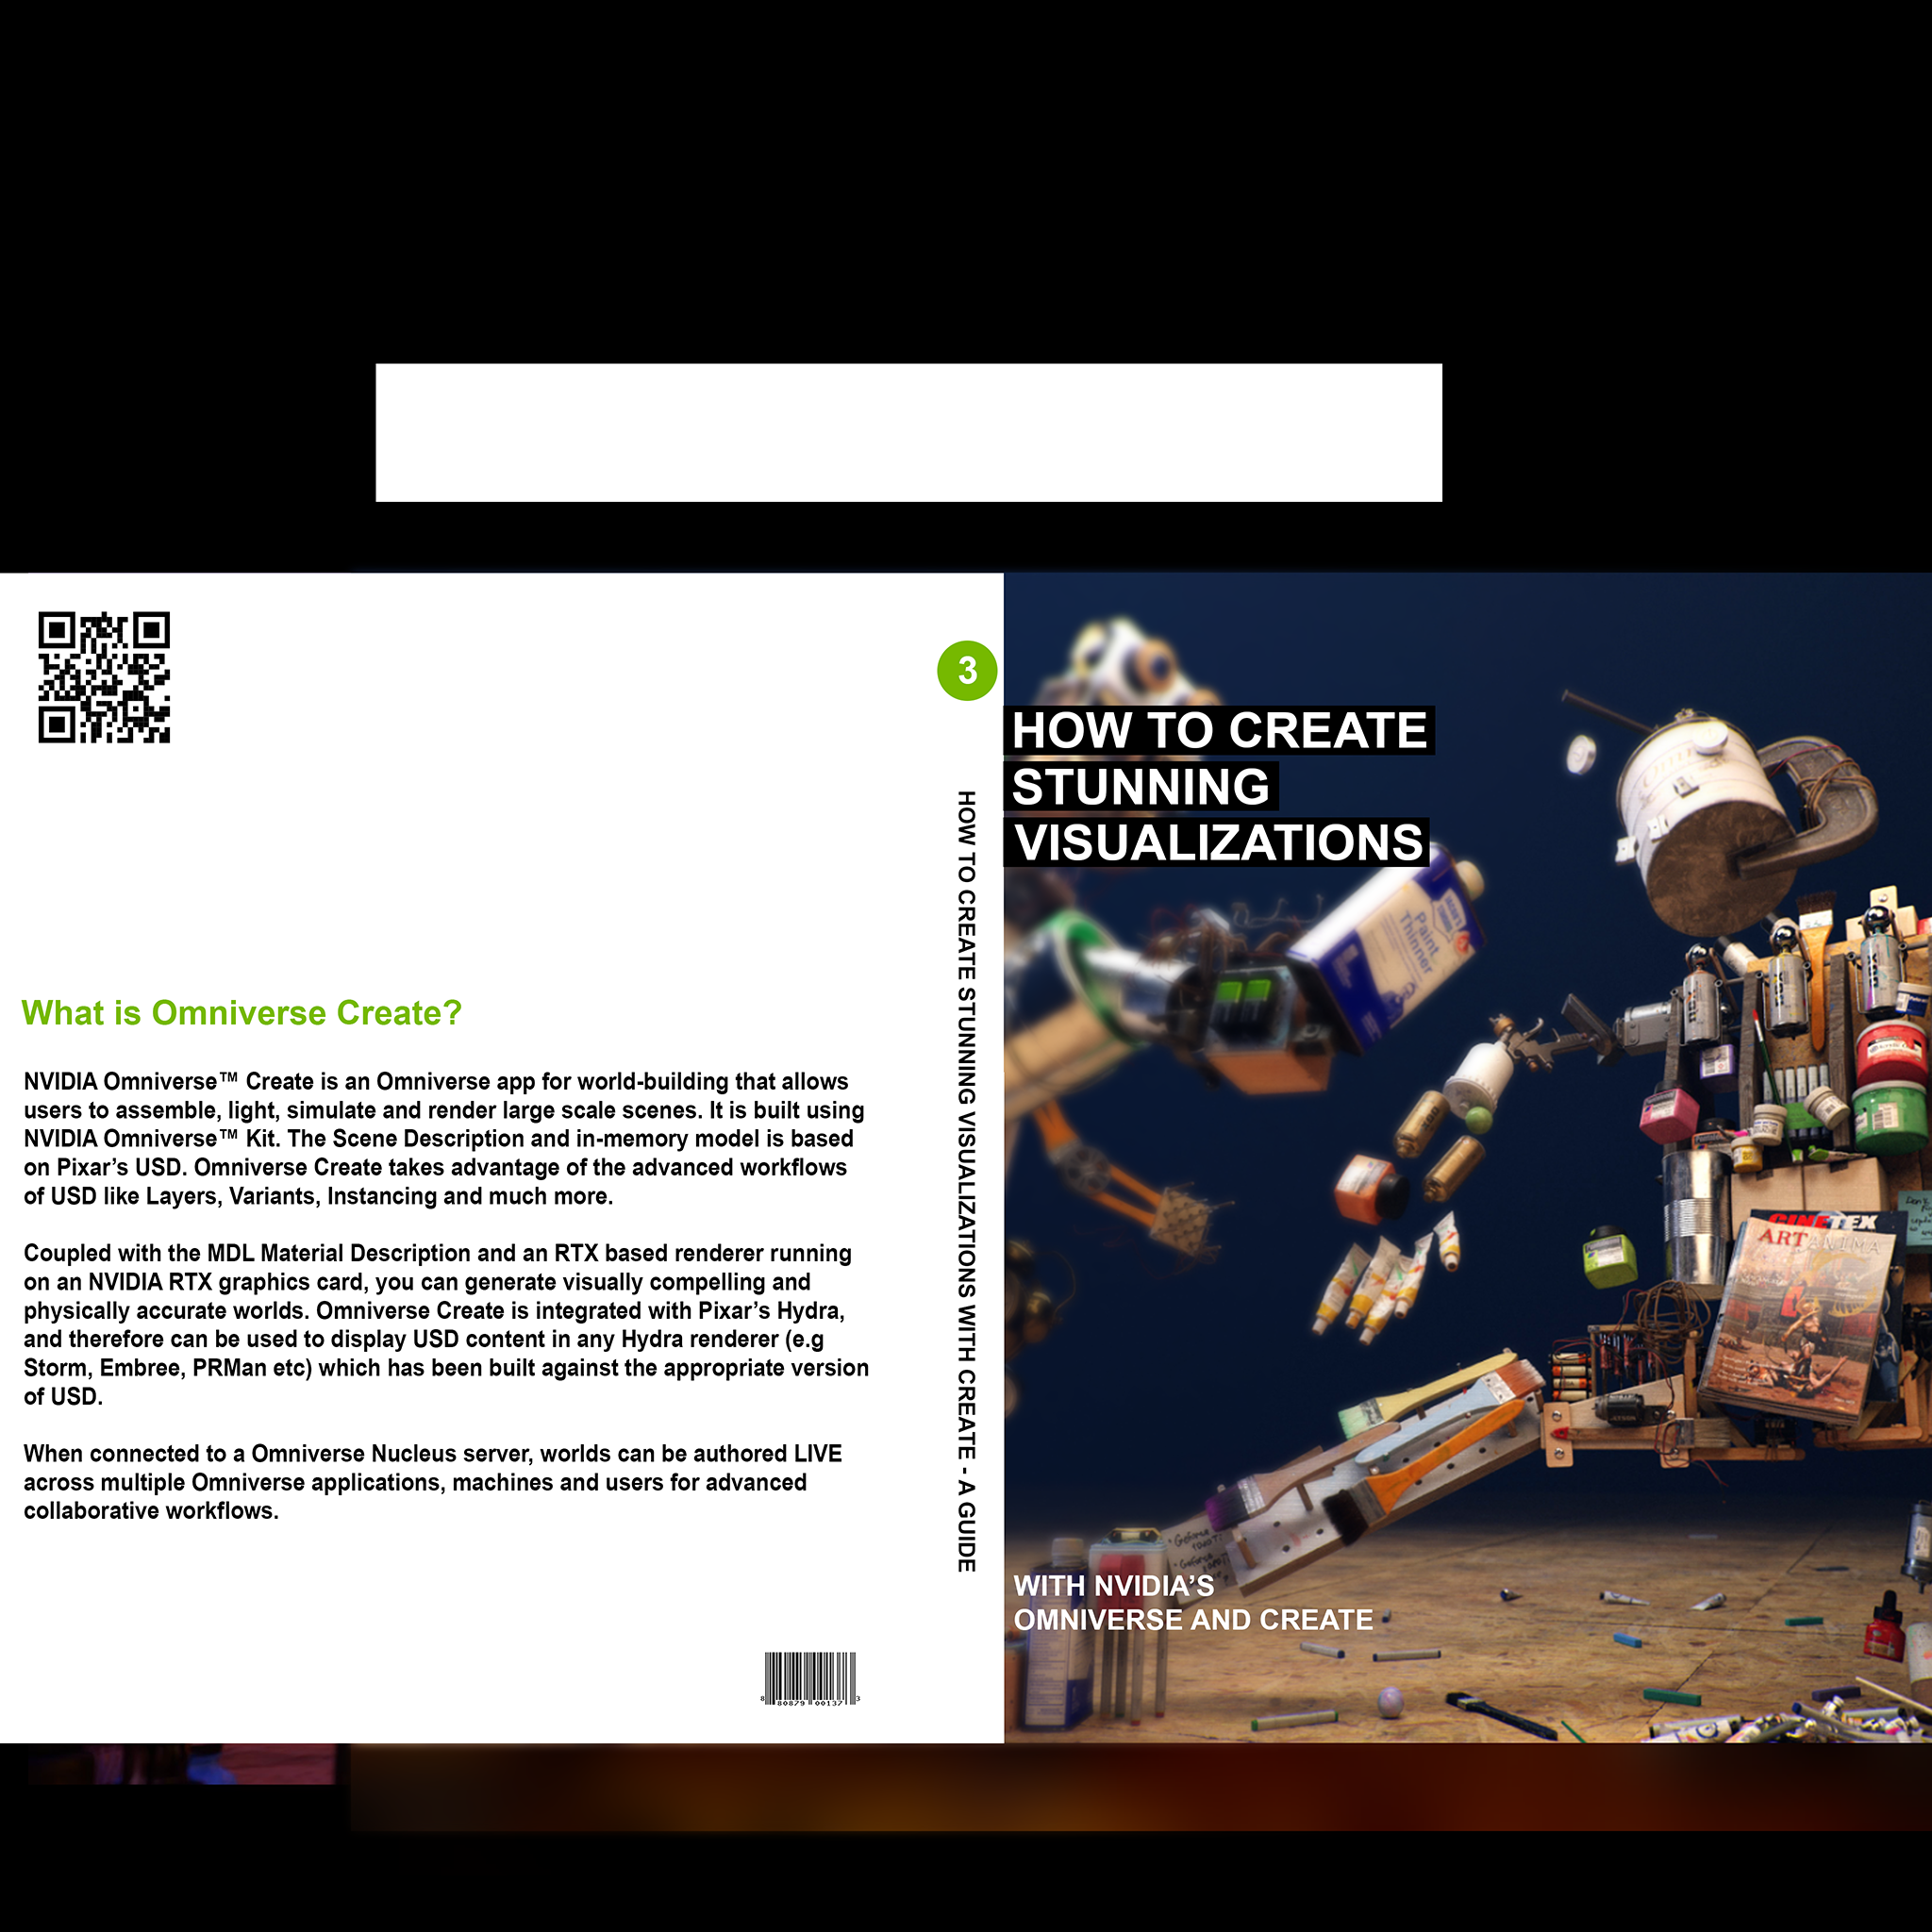 What is Omniverse Create?
NVIDIA Omniverse™ Create is an Omniverse app for world-building that allows
users to assemble, light, simulate and render large scale scenes. It is built using
NVIDIA Omniverse™ Kit. The Scene Description and in-memory model is based
on Pixar’s USD. Omniverse Create takes advantage of the advanced workflows
of USD like Layers, Variants, Instancing and much more.
Coupled with the MDL Material Description and an RTX based renderer running
on an NVIDIA RTX graphics card, you can generate visually compelling and
physically accurate worlds. Omniverse Create is integrated with Pixar’s Hydra,
and therefore can be used to display USD content in any Hydra renderer (e.g
Storm, Embree, PRMan etc) which has been built against the appropriate version
of USD.
When connected to a Omniverse Nucleus server, worlds can be authored LIVE
across multiple Omniverse applications, machines and users for advanced
collaborative workflows.
8 80879 00137 3
3
HOW TO CREATE STUNNING VISUALIZATIONS WITH CREATE - A GUIDE
HOW TO CREATE
STUNNING
VISUALIZATIONS
Paint
Thinner
CINETEX
ART ANIMA
WITH NVIDIA’S
OMNIVERSE AND CREATE